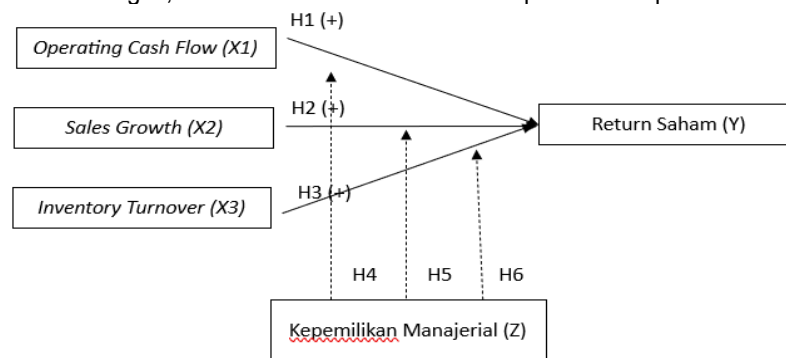 H1 (+)
Operating Cash Flow (X1)
H2 (+)
Sales Growth (X2)
Return Saham (Y)
H3 (+)
Inventory Turnover (X3)
H4
H5
H6
Kepemilikan Manajerial (Z)